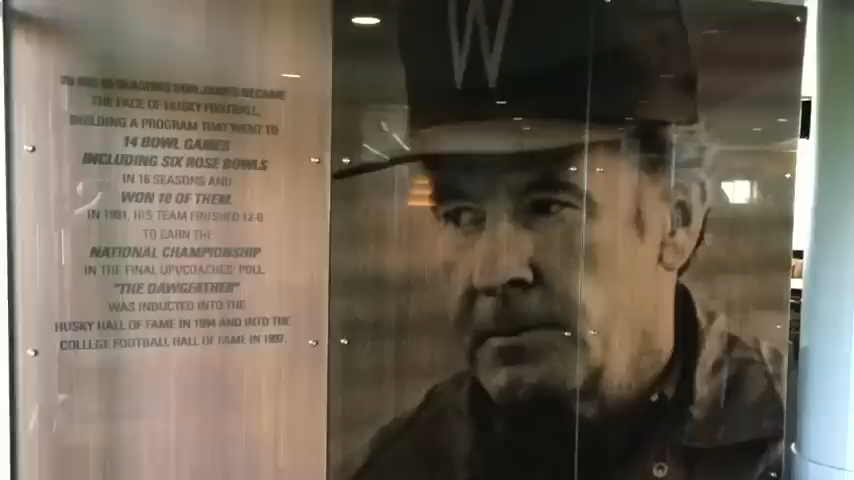 IN HIS 18 SEASONS DON JAMES BECAME
THE FACE OF HUSKY FOOTBALL,
BUILDING A PROGRAM THAT WENT TO
14 BOWL GAMES
INCLUDING SIX ROSE BOWLS
IN 18 SEASONS AND
WON 10 OF THEM.
IN 1991, HIS TEAM FINISHED 12-0
TO EARN THE
NATIONAL CHAMPIONSHIP
IN THE FINAL UPI/COACHES' POLL.
"THE DAWGFATHER"
WAS INDUCTED INTO THE
HUSKY HALL OF FAME IN 1994 AND INTO THE
COLLEGE FOOTBALL HALL OF FAME IN 1997.
W